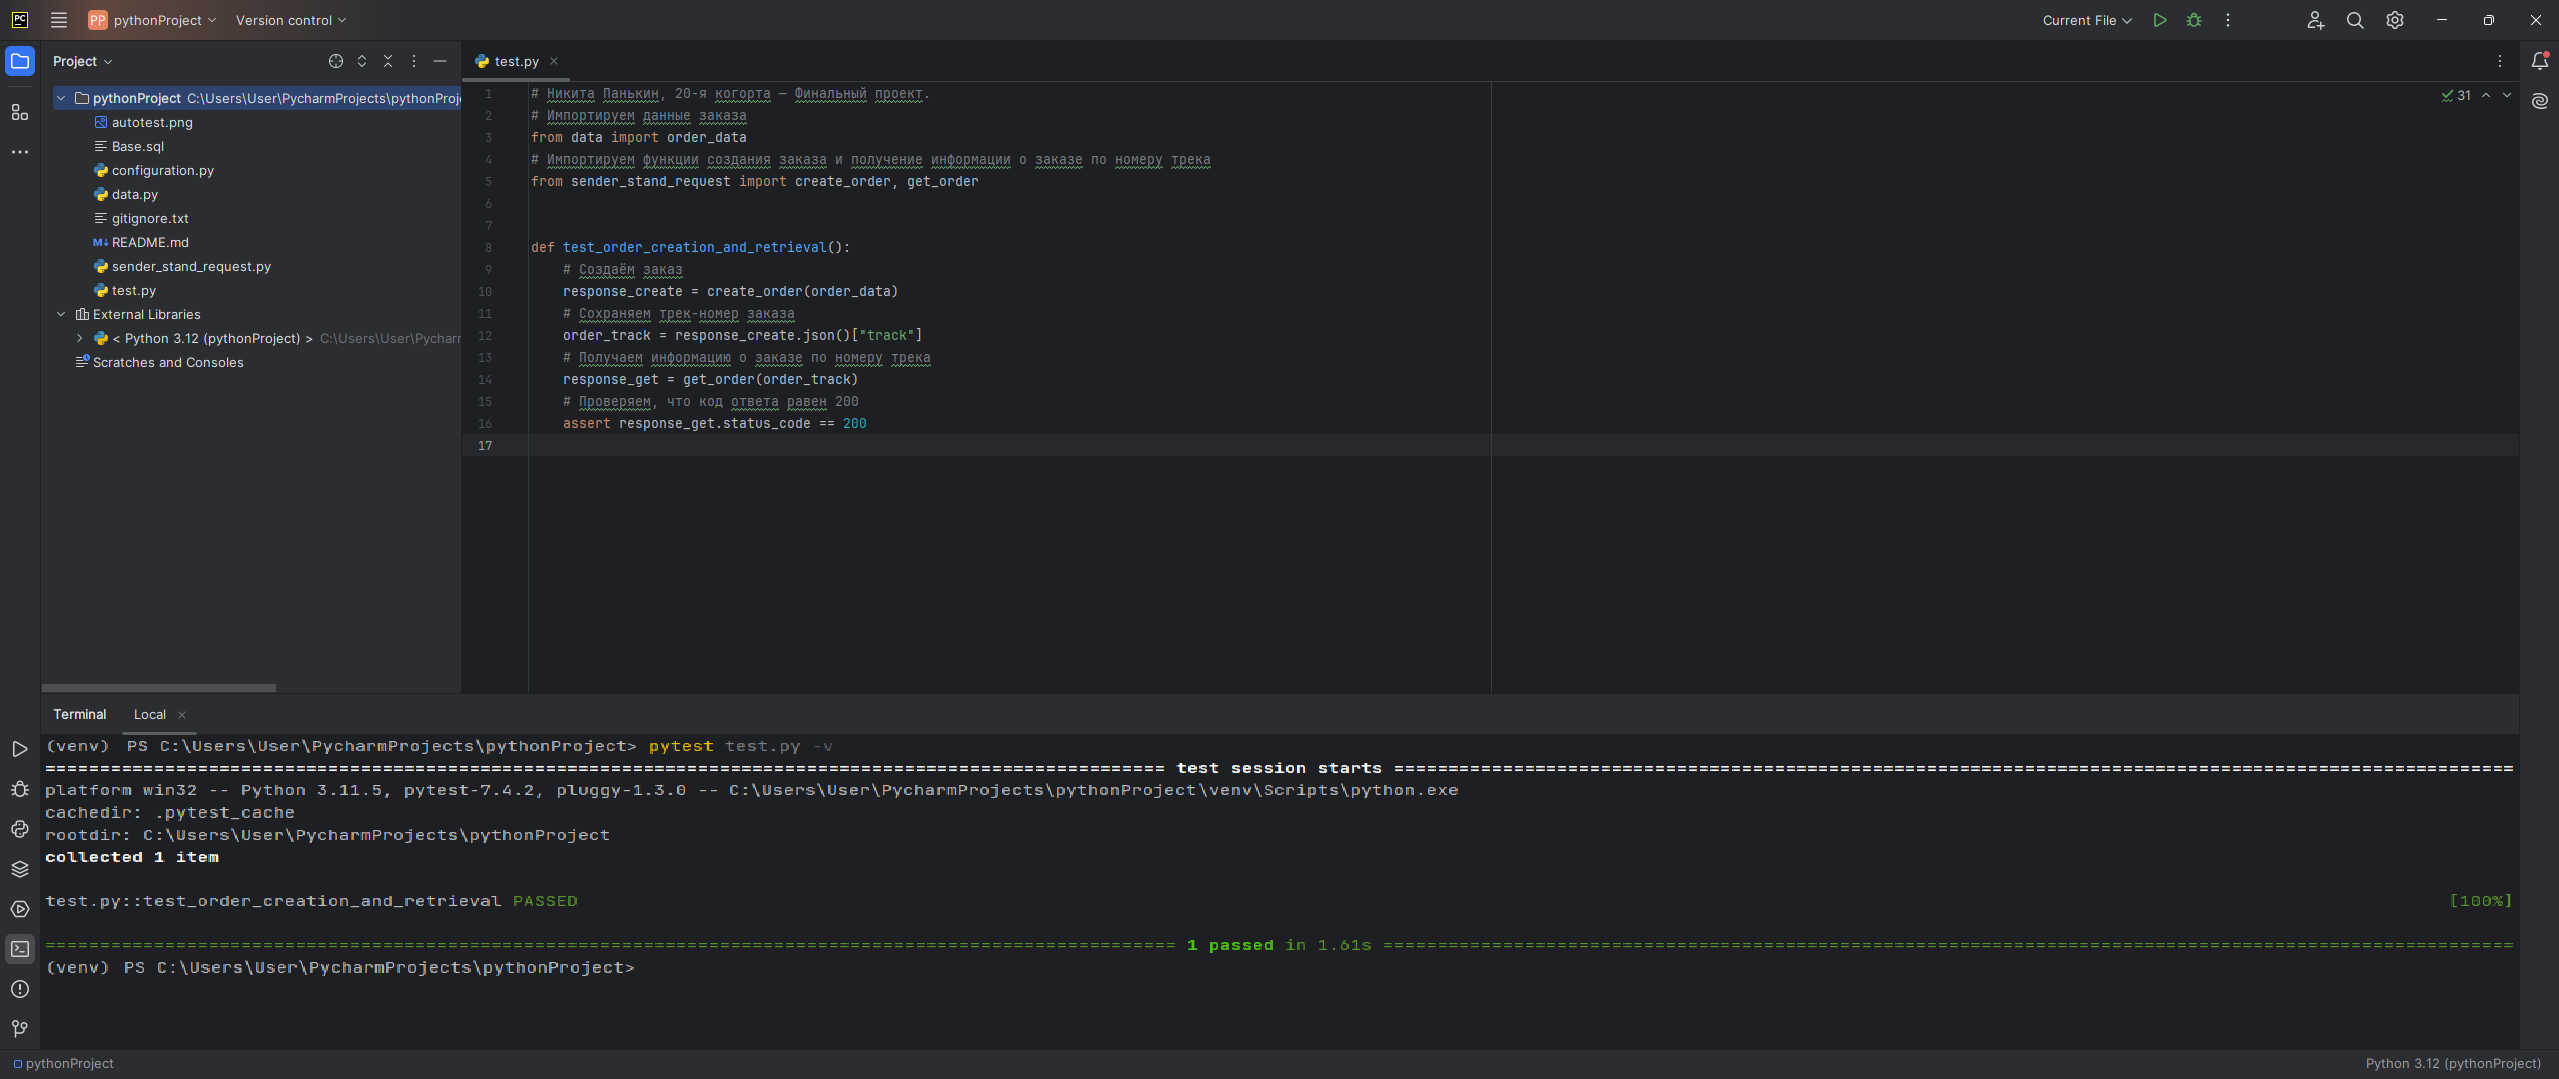 PC
PP pythonProject Version control Current File
Project
pythonProject C:\Users\User\PycharmProjects\pythonProj
autotest.png
Base.sql
configuration.py
data.py
gitignore.txt
M↓ README.md
sender_stand_request.py
test.py
External Libraries
< Python 3.12 (pythonProject) > C:\Users\User\Pychar
Scratches and Consoles
test.py
31
1 # Никита Панькин, 20-я когорта — Финальный проект.
2 # Импортируем данные заказа
3 from data import order_data
4 # Импортируем функции создания заказа и получение информации о заказе по номеру трека
5 from sender_stand_request import create_order, get_order
6
7
8 def test_order_creation_and_retrieval():
9 # Создаём заказ
10 response_create = create_order(order_data)
11 # Сохраняем трек-номер заказа
12 order_track = response_create.json()["track"]
13 # Получаем информацию о заказе по номеру трека
14 response_get = get_order(order_track)
15 # Проверяем, что код ответа равен 200
16 assert response_get.status_code == 200
17
Terminal Local
(venv) PS C:\Users\User\PycharmProjects\pythonProject> pytest test.py -v
test session starts
platform win32 -- Python 3.11.5, pytest-7.4.2, pluggy-1.3.0 -- C:\Users\User\PycharmProjects\pythonProject\venv\Scripts\python.exe
cachedir: .pytest_cache
rootdir: C:\Users\User\PycharmProjects\pythonProject
collected 1 item
test.py::test_order_creation_and_retrieval PASSED [100%]
1 passed in 1.61s
(venv) PS C:\Users\User\PycharmProjects\pythonProject>
pythonProject Python 3.12 (pythonProject)